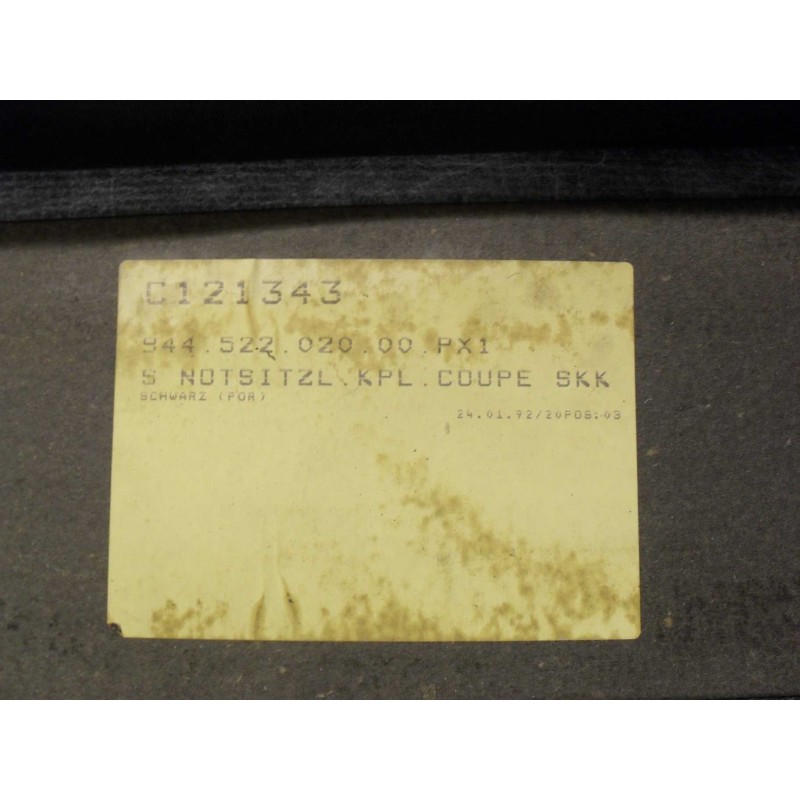 C121343
944.522.020.00.PX1
S NOTSITZL.KPL.COUPE SKK
SCHWARZ (POR)
24.01.92/20POS:03